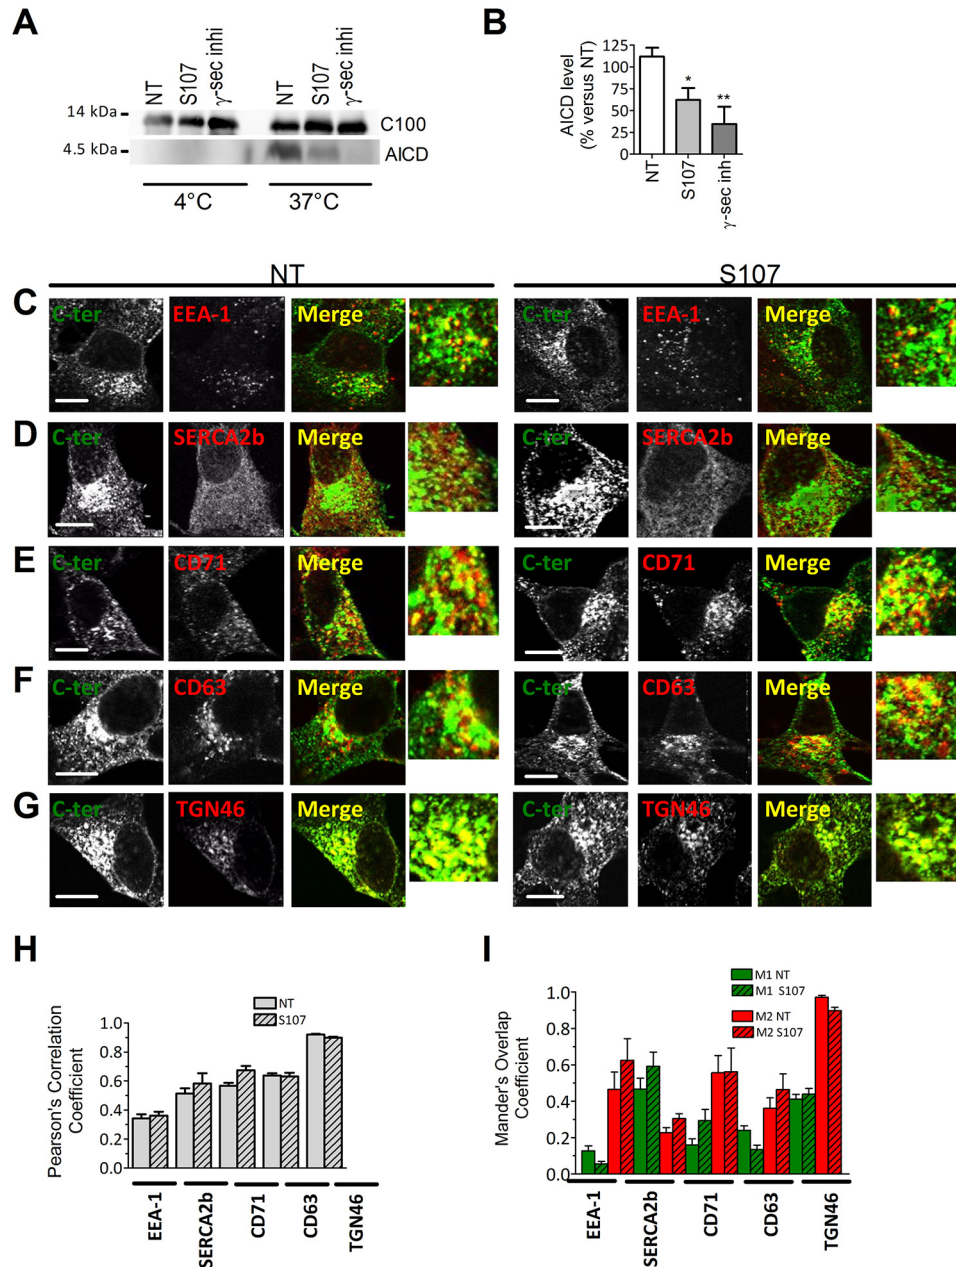 A
NT
S107
γ-sec inhi
14 kDa
C100
4.5 kDa
AICD
4°C
37°C
B
AICD level
(% versus NT)
125
100
75
50
25
0
*
**
NT
S107
γ-sec inh
NT
S107
C
C-ter
EEA-1
Merge
C-ter
EEA-1
Merge
D
C-ter
SERCA2b
Merge
C-ter
SERCA2b
Merge
E
C-ter
CD71
Merge
C-ter
CD71
Merge
F
C-ter
CD63
Merge
C-ter
CD63
Merge
G
C-ter
TGN46
Merge
C-ter
TGN46
Merge
H
NT
S107
Pearson's Correlation
Coefficient
1.0
0.8
0.6
0.4
0.2
0.0
EEA-1
SERCA2b
CD71
CD63
TGN46
I
M1 NT
M1 S107
M2 NT
M2 S107
Mander's Overlap
Coefficient
1.0
0.8
0.6
0.4
0.2
0.0
EEA-1
SERCA2b
CD71
CD63
TGN46